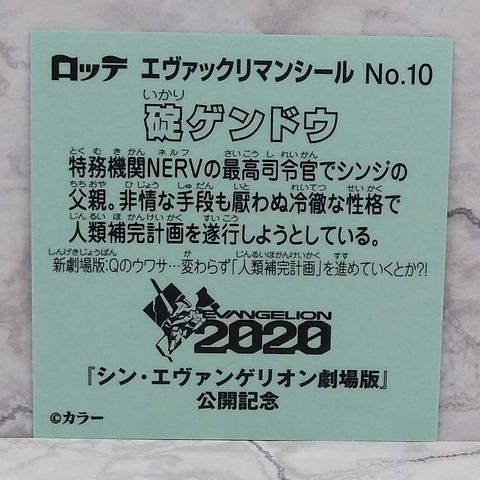 ロッテ エヴァックリマンシール No.10
いかり
碇ゲンドウ
とくむきかん ネルフ さいこうしれいかん
特務機関NERVの最高司令官でシンジの
ちちおや ひじょう しゅだん いと れいてつ せいかく
父親。非情な手段も厭わぬ冷徹な性格で
じんるいほかんけいかく すいこう
人類補完計画を遂行しようとしている。
しんげきじょうばん か じんるいほかんけいかく すす
新劇場版:Qのウワサ…変わらず「人類補完計画」を進めていくとか?!
EVANGELION
2020
『シン・エヴァンゲリオン劇場版』
公開記念
©カラー